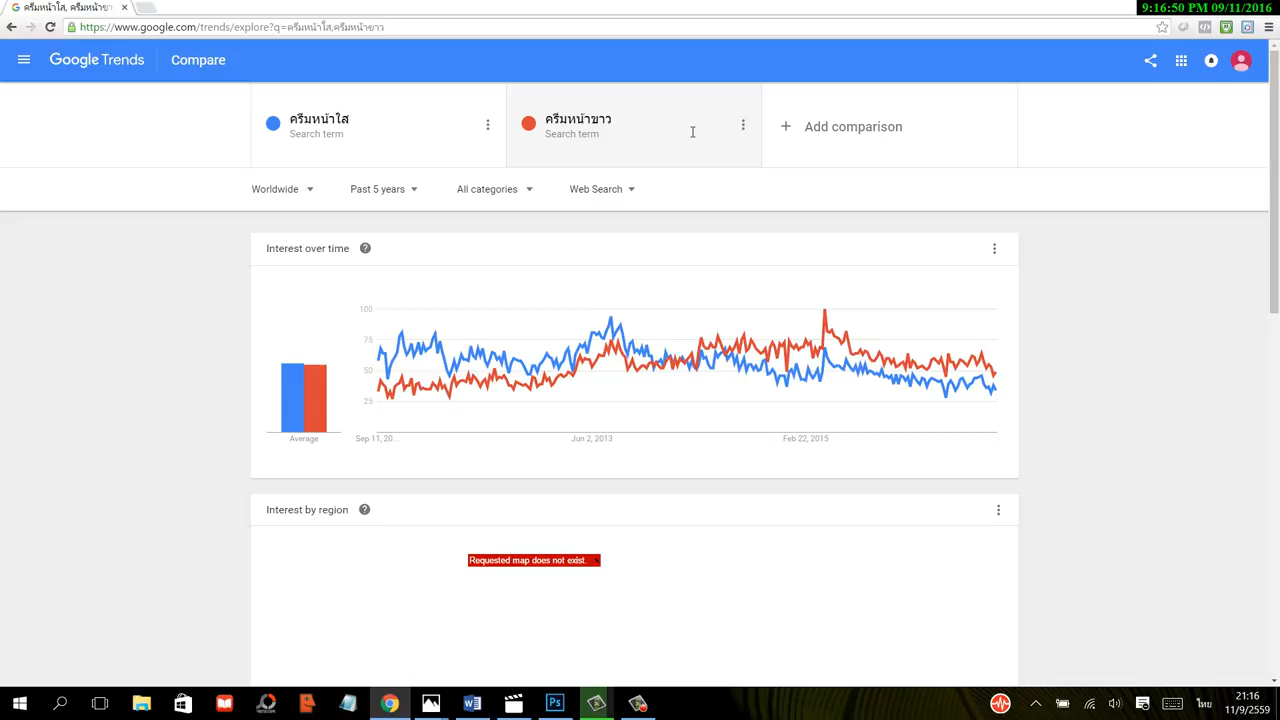 9:16:50 PM 09/11/2016
ครีมหน้าใส, ครีมหน้าขาว
https://www.google.com/trends/explore?q=ครีมหน้าใส,ครีมหน้าขาว
Google Trends
Compare
ครีมหน้าใส
Search term
ครีมหน้าขาว
Search term
+ Add comparison
Worldwide
Past 5 years
All categories
Web Search
Interest over time
100
75
50
25
Average
Sep 11, 20...
Jun 2, 2013
Feb 22, 2015
Interest by region
Requested map does not exist.
21:16
ไทย
11/9/2559